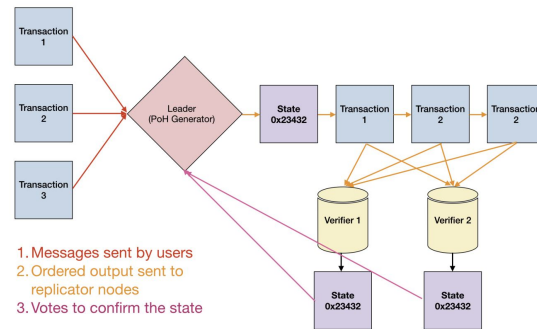 Transaction
1
Transaction
2
Transaction
3
Leader
(PoH Generator)
State
0x23432
Transaction
1
Transaction
2
Transaction
2
Verifier 1
Verifier 2
State
0x23432
State
0x23432
1. Messages sent by users
2. Ordered output sent to
replicator nodes
3. Votes to confirm the state